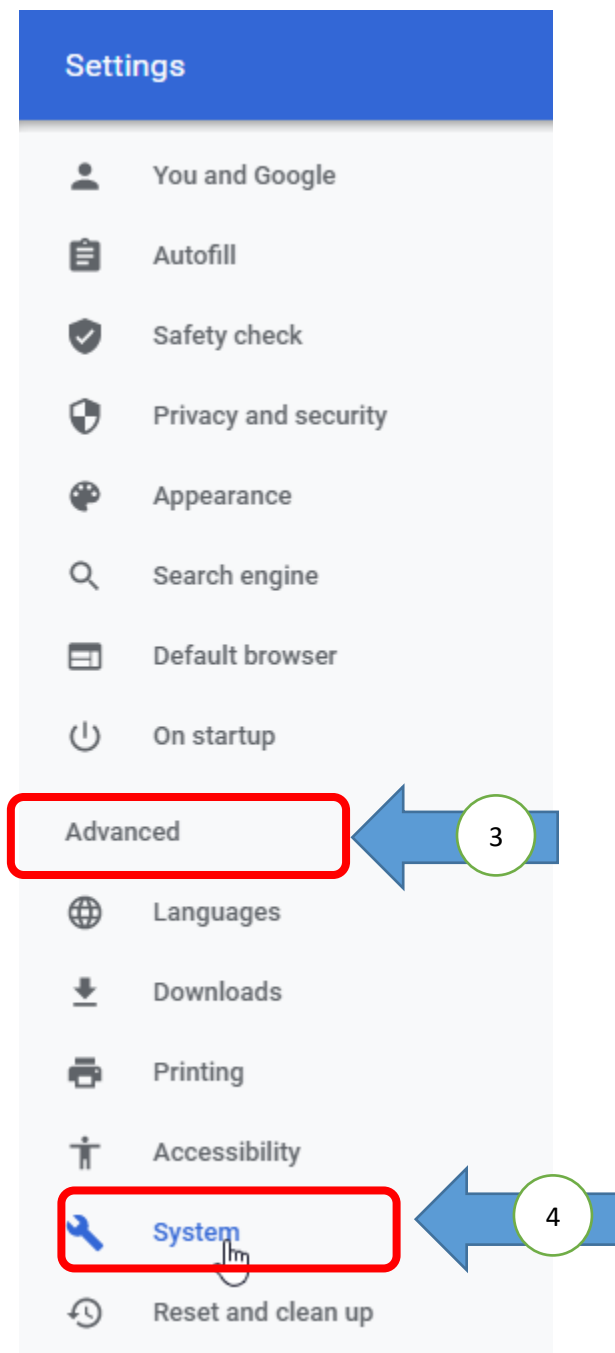 Settings
You and Google
Autofill
Safety check
Privacy and security
Appearance
Search engine
Default browser
On startup
Advanced
3
Languages
Downloads
Printing
Accessibility
System
4
Reset and clean up